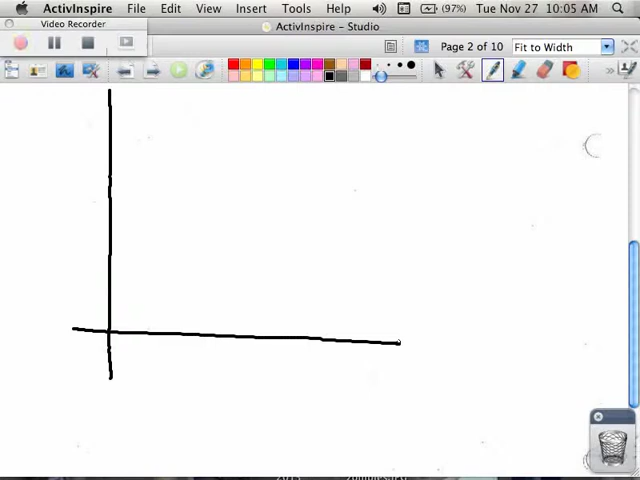 ActivInspire File Edit View Insert Tools Help (97%) Tue Nov 27 10:05 AM
Video Recorder
ActivInspire - Studio
Page 2 of 10 Fit to Width